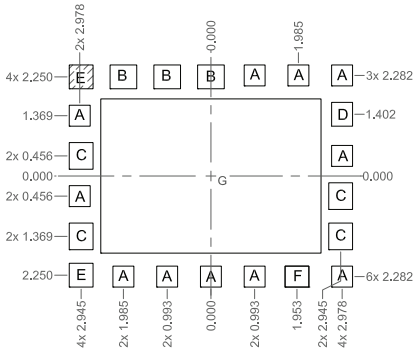 2x 2.978
-0.000
1.985
4x 2.250 E B B B A A A 3x 2.282
1.369 A D 1.402
2x 0.456 C A
0.000 G 0.000
2x 0.456 A C
2x 1.369 C C
2.250 E A A A A F A 6x 2.282
4x 2.945
2x 1.985
2x 0.993
0.000
2x 0.993
1.953
2x 2.945
4x 2.978